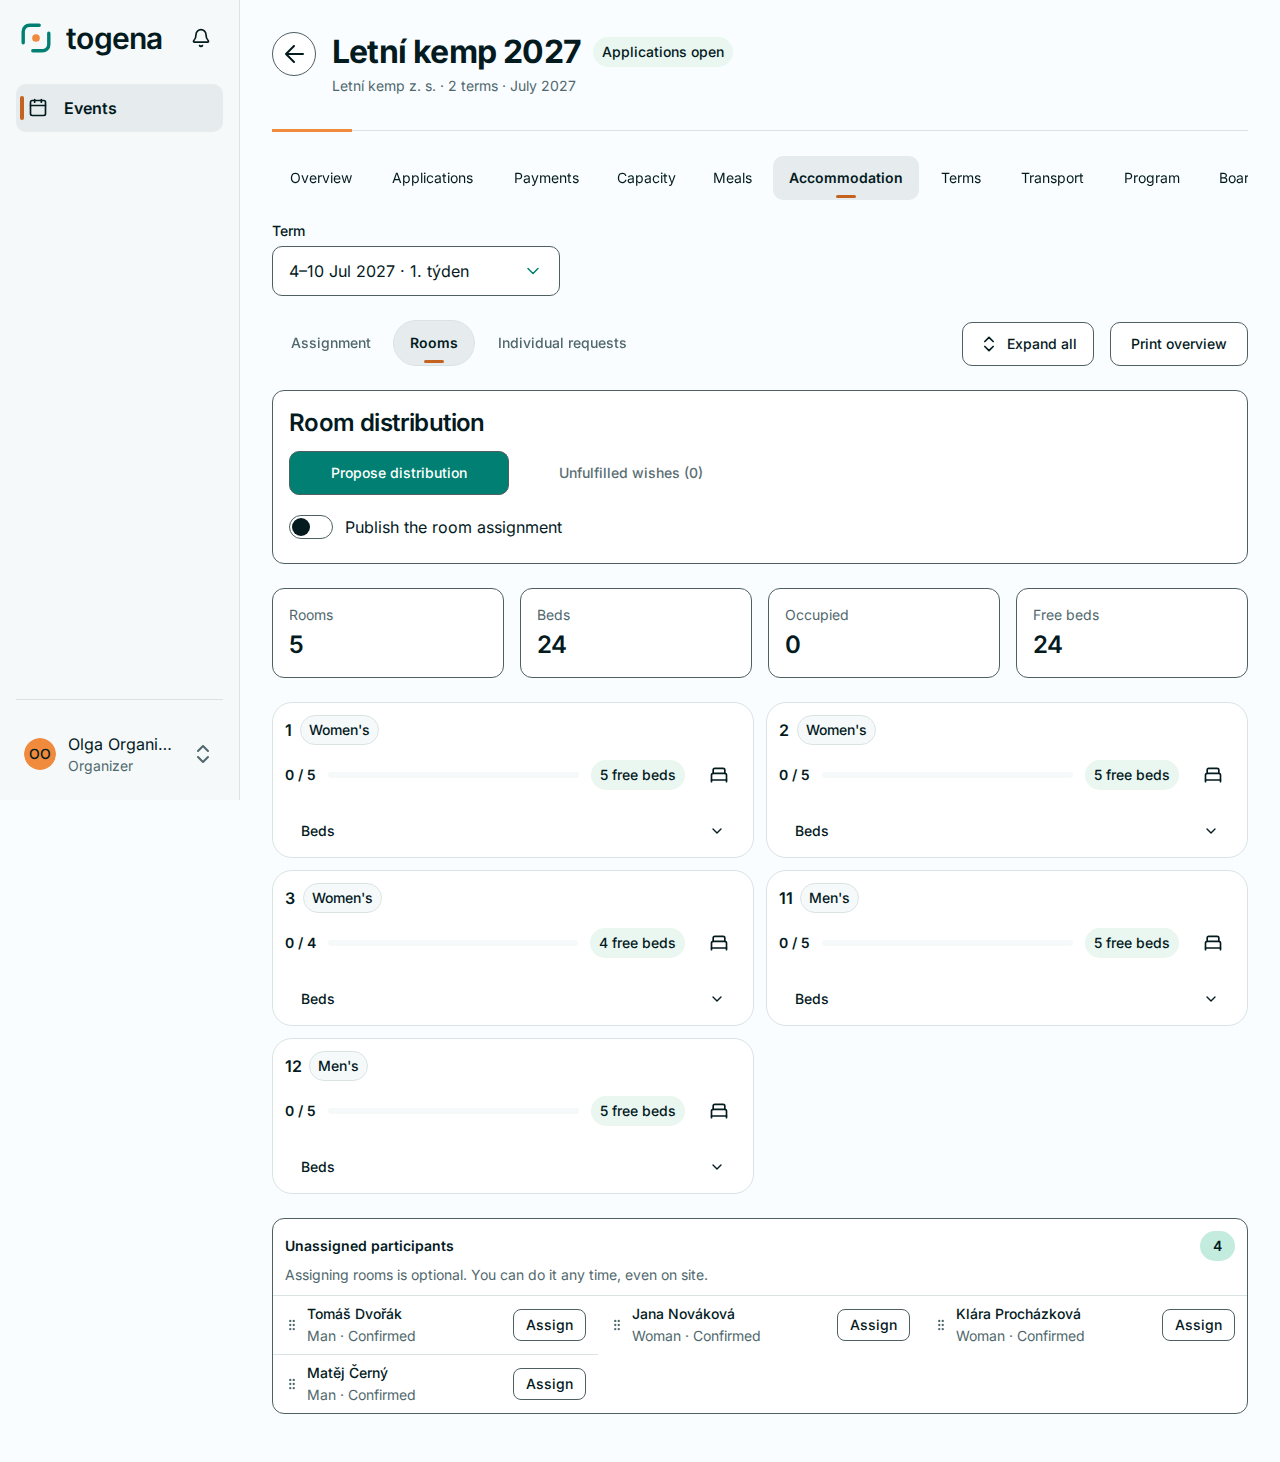 togena
Events
Olga Organi...
Organizer
OO
Letní kemp 2027
Applications open
Letní kemp z. s. · 2 terms · July 2027
Overview Applications Payments Capacity Meals Accommodation Terms Transport Program Boar
Term
4–10 Jul 2027 · 1. týden
Assignment Rooms Individual requests
Expand all Print overview
Room distribution
Propose distribution Unfulfilled wishes (0)
Publish the room assignment
Rooms Beds Occupied Free beds
5 24 0 24
1 Women's
0 / 5 5 free beds
Beds
2 Women's
0 / 5 5 free beds
Beds
3 Women's
0 / 4 4 free beds
Beds
11 Men's
0 / 5 5 free beds
Beds
12 Men's
0 / 5 5 free beds
Beds
Unassigned participants 4
Assigning rooms is optional. You can do it any time, even on site.
Tomáš Dvořák
Man · Confirmed
Assign
Jana Nováková
Woman · Confirmed
Assign
Klára Procházková
Woman · Confirmed
Assign
Matěj Černý
Man · Confirmed
Assign